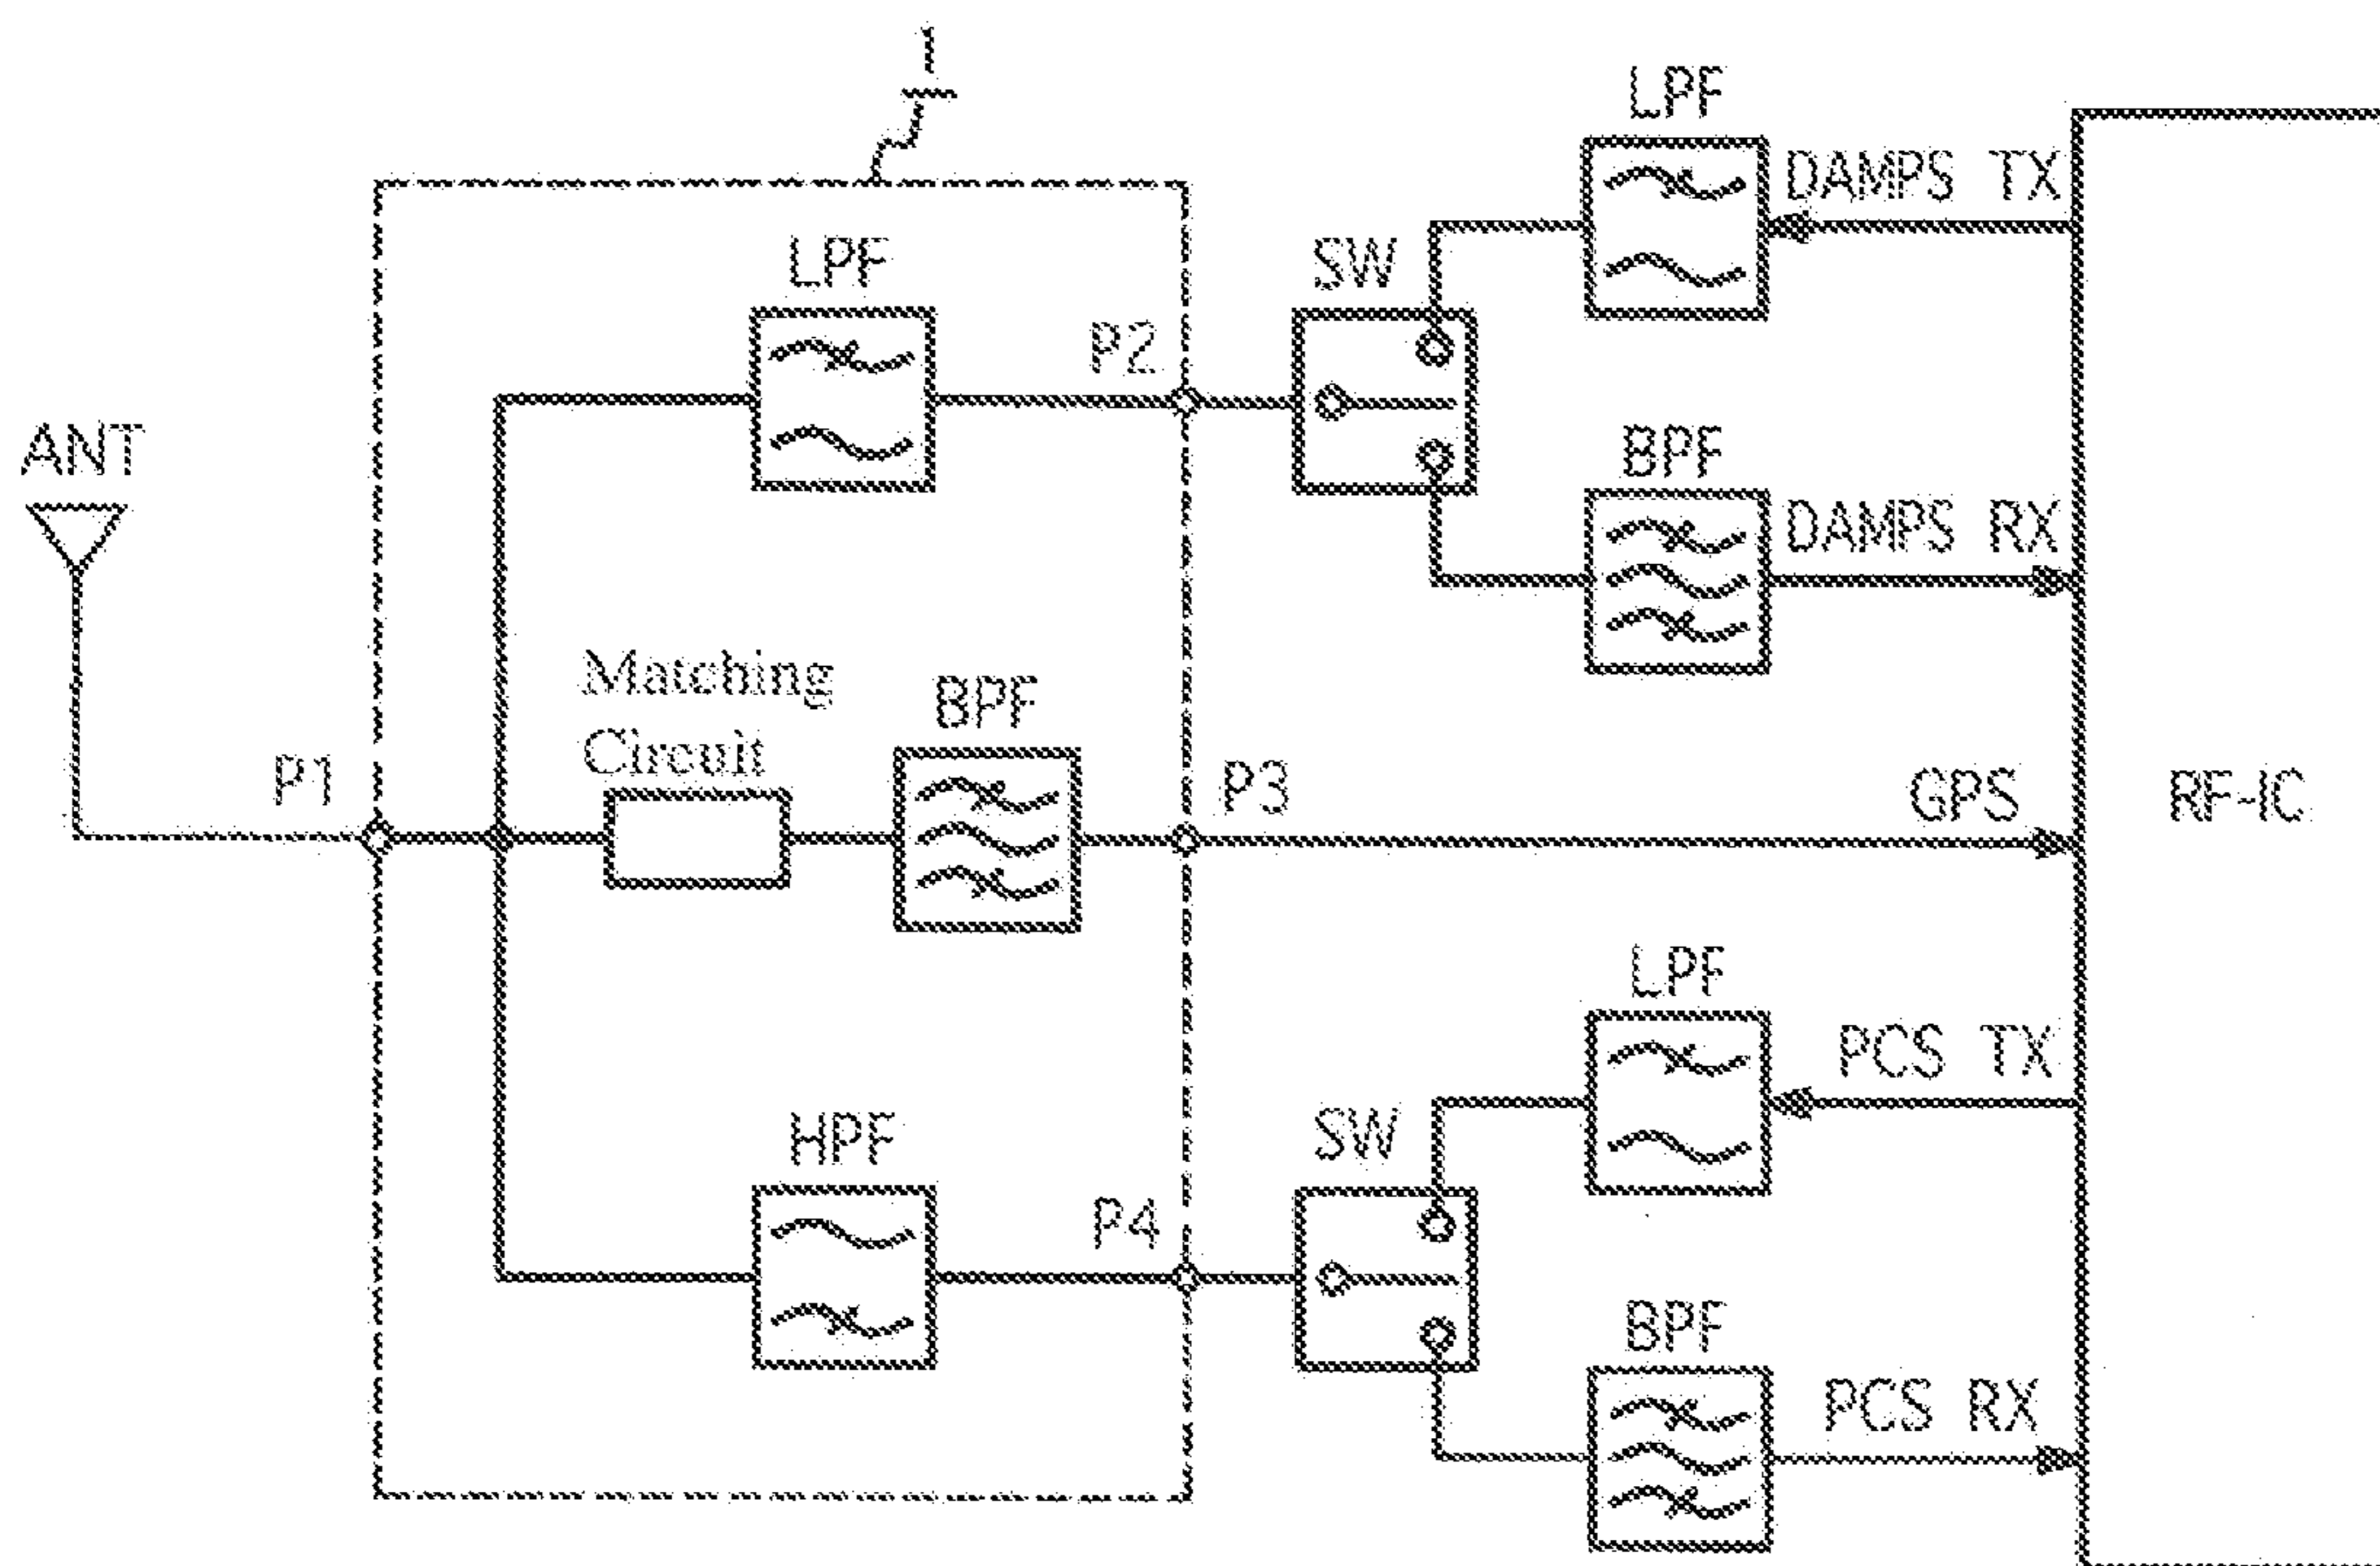 1
LPF
DAMPS TX
LPF
SW
P2
ANT
BPF
DAMPS RX
Matching
Circuit
BPF
P1
P3
GPS
RF-IC
LPF
PCS TX
HPF
SW
P4
BPF
PCS RX